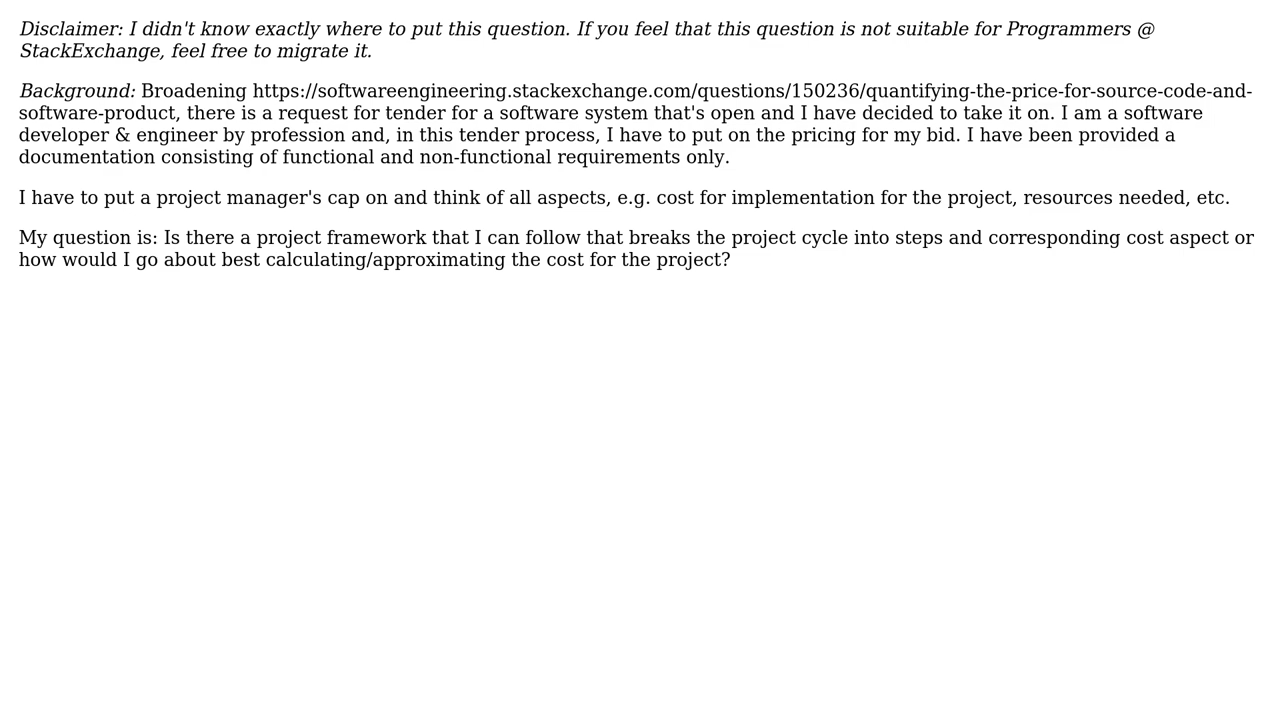 Disclaimer: I didn't know exactly where to put this question. If you feel that this question is not suitable for Programmers @
StackExchange, feel free to migrate it.
Background: Broadening https://softwareengineering.stackexchange.com/questions/150236/quantifying-the-price-for-source-code-and-
software-product, there is a request for tender for a software system that's open and I have decided to take it on. I am a software
developer & engineer by profession and, in this tender process, I have to put on the pricing for my bid. I have been provided a
documentation consisting of functional and non-functional requirements only.
I have to put a project manager's cap on and think of all aspects, e.g. cost for implementation for the project, resources needed, etc.
My question is: Is there a project framework that I can follow that breaks the project cycle into steps and corresponding cost aspect or
how would I go about best calculating/approximating the cost for the project?